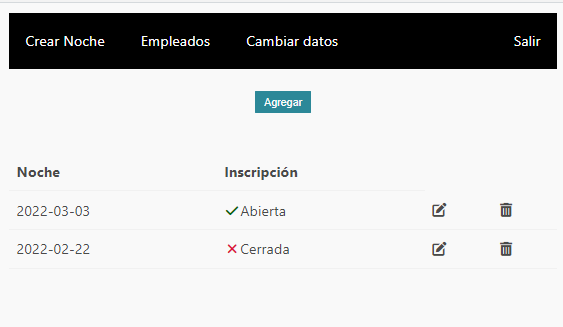 Crear Noche Empleados Cambiar datos Salir
Agregar
Noche Inscripción
2022-03-03 Abierta
2022-02-22 Cerrada